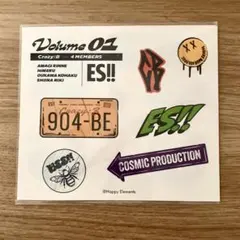 Volume 01
Crazy:B 4 MEMBERS
AMAGI RINNE
HiMERU
OUKAWA KOHAKU
SHIINA NIKI
ES!!
904-BE
ES!!
COSMIC PRODUCTION
©Happy Elements